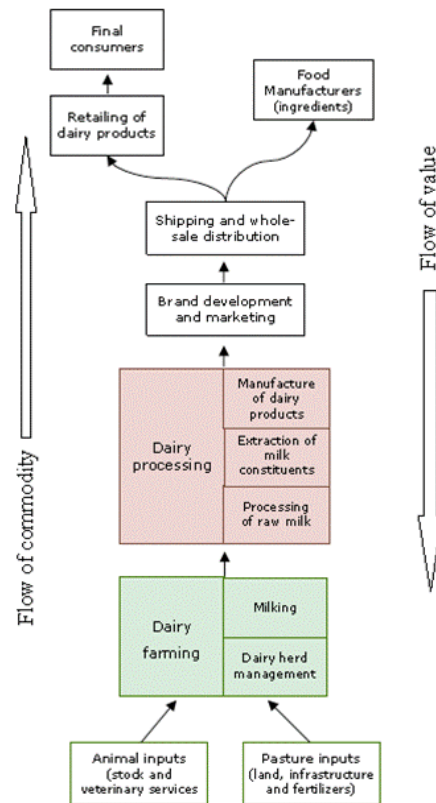 Final
consumers
Food
Manufacturers
(ingredients)
Retailing of
dairy products
Shipping and whole-
sale distribution
Brand development
and marketing
Dairy
processing
Manufacture
of dairy
products
Extraction of
milk
constituents
Processing
of raw milk
Dairy
farming
Milking
Dairy herd
management
Animal inputs
(stock and
veterinary services
Pasture inputs
(land, infrastructure
and fertilizers)
Flow of commodity
Flow of value